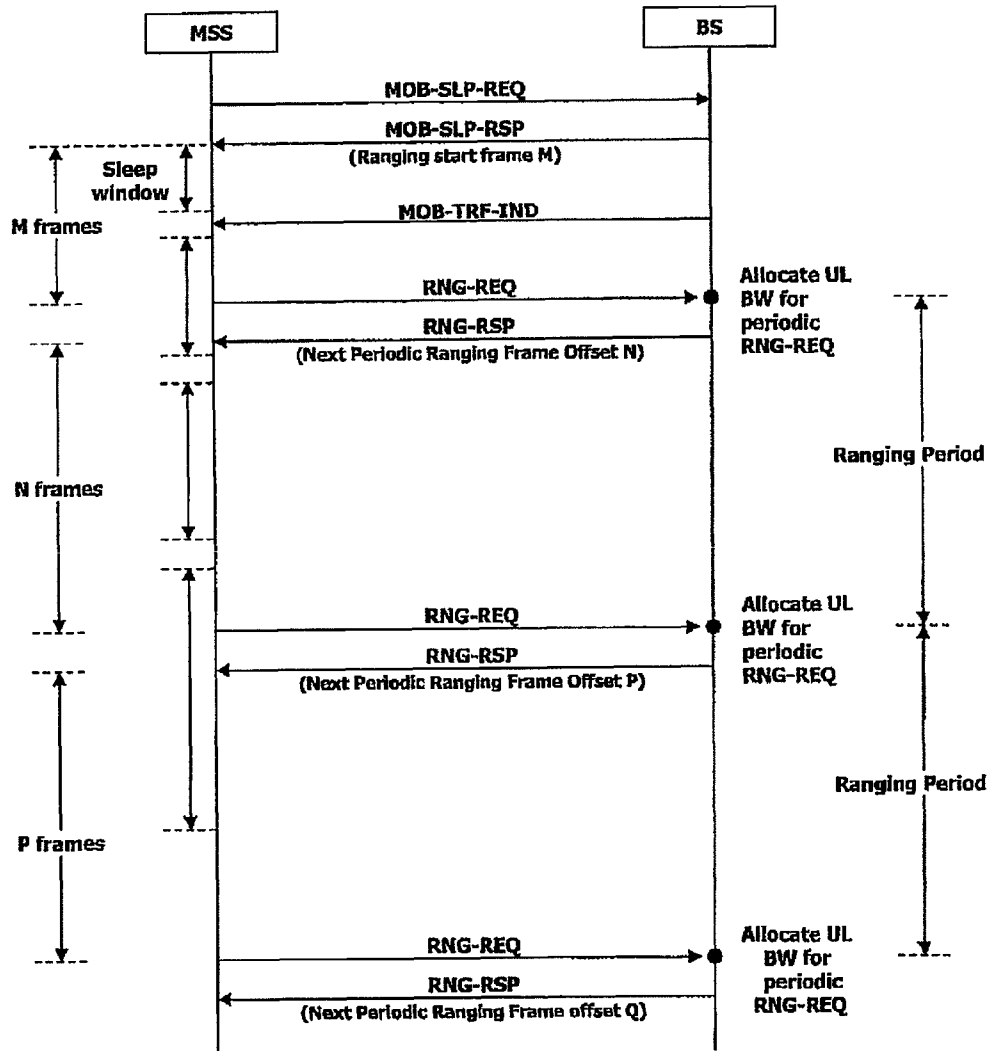 MSS
BS
MOB-SLP-REQ
MOB-SLP-RSP
(Ranging start frame M)
Sleep
window
M frames
MOB-TRF-IND
RNG-REQ
Allocate UL
BW for
periodic
RNG-REQ
RNG-RSP
(Next Periodic Ranging Frame Offset N)
Ranging Period
N frames
RNG-REQ
Allocate UL
BW for
periodic
RNG-REQ
RNG-RSP
(Next Periodic Ranging Frame Offset P)
Ranging Period
P frames
RNG-REQ
Allocate UL
BW for
periodic
RNG-REQ
RNG-RSP
(Next Periodic Ranging Frame offset Q)